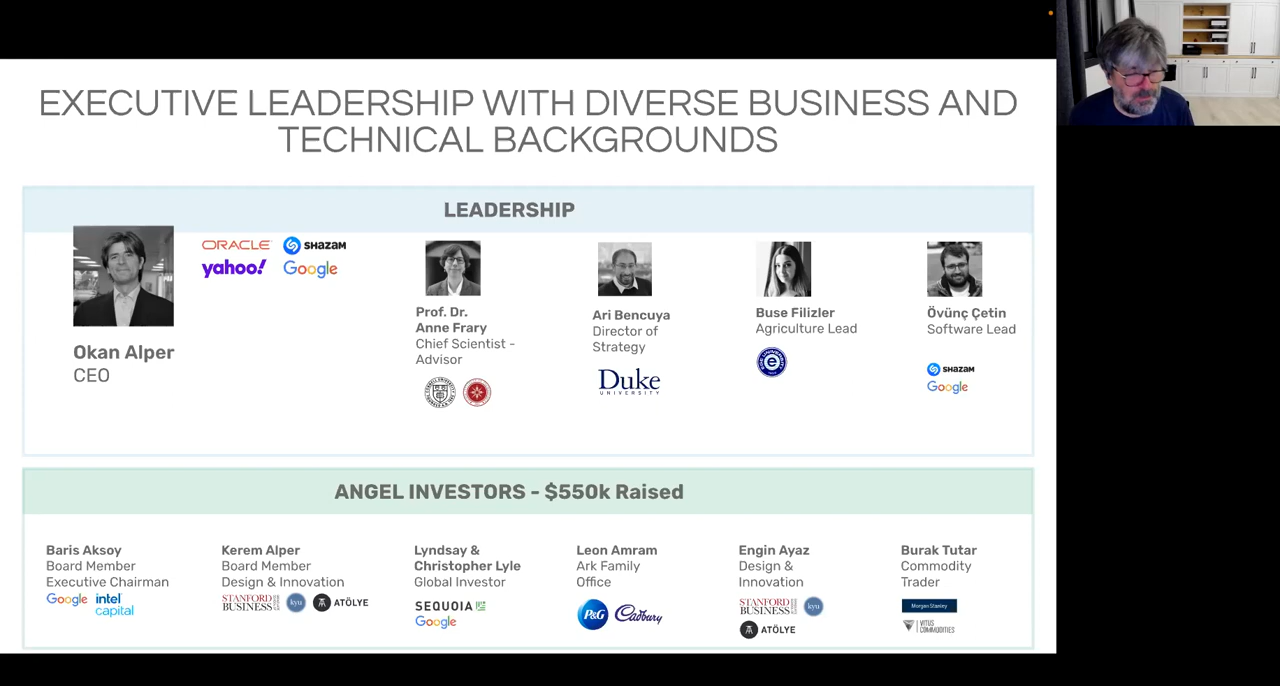 EXECUTIVE LEADERSHIP WITH DIVERSE BUSINESS AND
TECHNICAL BACKGROUNDS
LEADERSHIP
Okan Alper
CEO
ORACLE
SHAZAM
yahoo!
Google
Prof. Dr.
Anne Frary
Chief Scientist -
Advisor
Ari Bencuya
Director of
Strategy
Duke
UNIVERSITY
Buse Filizler
Agriculture Lead
Övünç Çetin
Software Lead
SHAZAM
Google
ANGEL INVESTORS - $550k Raised
Baris Aksoy
Board Member
Executive Chairman
Google
intel
capital
Kerem Alper
Board Member
Design & Innovation
STANFORD
BUSINESS
kyu
ATÖLYE
Lyndsay &
Christopher Lyle
Global Investor
SEQUOIA
Google
Leon Amram
Ark Family
Office
P&G
Cadbury
Engin Ayaz
Design &
Innovation
STANFORD
BUSINESS
kyu
ATÖLYE
Burak Tutar
Commodity
Trader
Morgan Stanley
VITUS
COMMODITIES